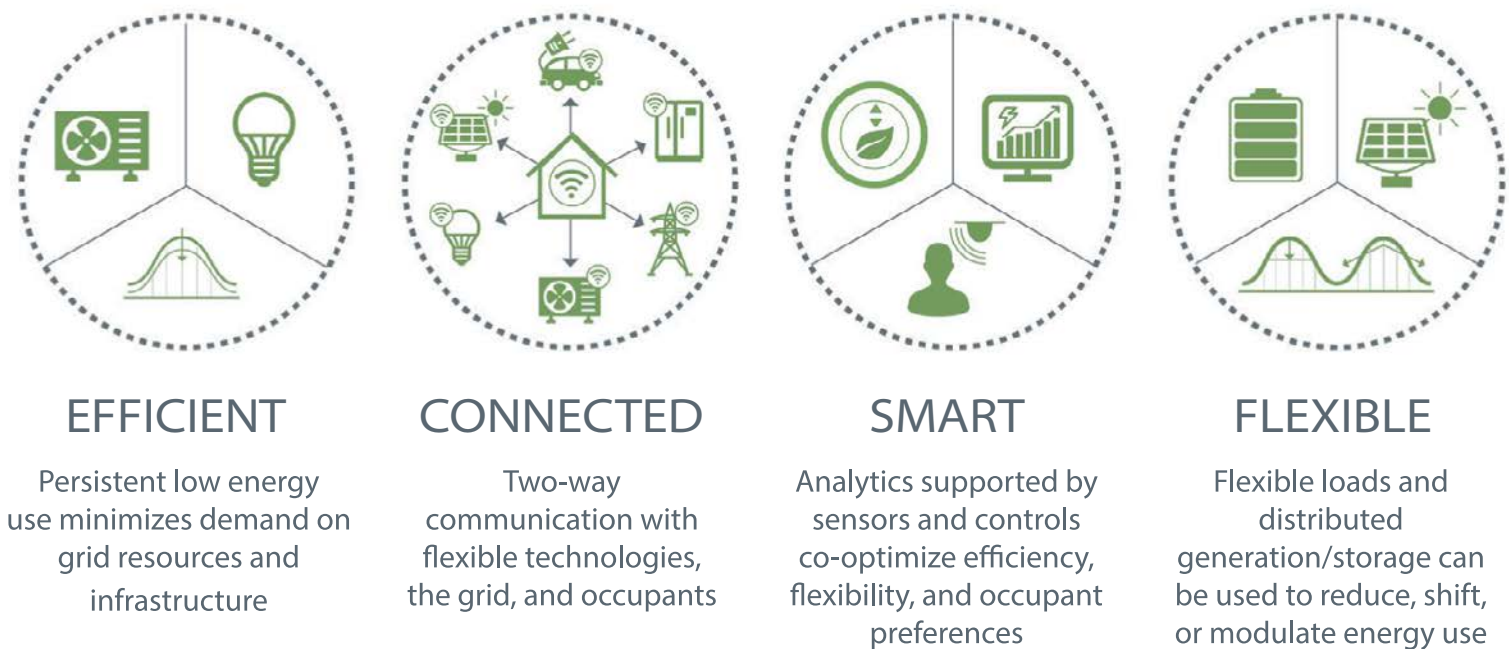 EFFICIENT
Persistent low energy
use minimizes demand on
grid resources and
infrastructure
CONNECTED
Two-way
communication with
flexible technologies,
the grid, and occupants
SMART
Analytics supported by
sensors and controls
co-optimize efficiency,
flexibility, and occupant
preferences
FLEXIBLE
Flexible loads and
distributed
generation/storage can
be used to reduce, shift,
or modulate energy use